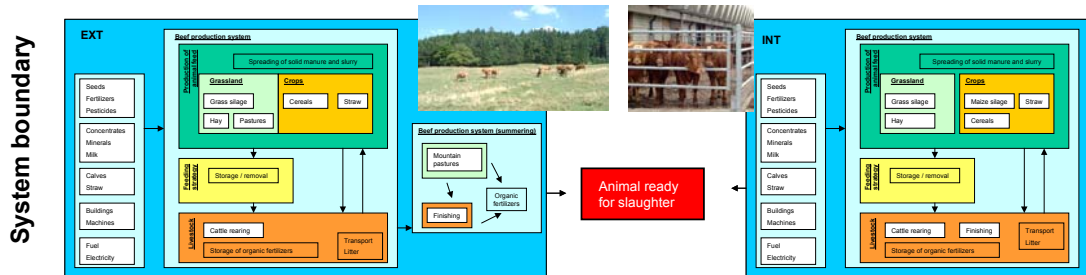 System boundary
EXT
Seeds
Fertilizers
Pesticides
Concentrates
Minerals
Milk
Calves
Straw
Buildings
Machines
Fuel
Electricity
Beef production system
Production of
animal feed
Spreading of solid manure and slurry
Grassland
Grass silage
Hay
Pastures
Crops
Cereals
Straw
Feeding
strategy
Storage / removal
Livestock
Cattle rearing
Storage of organic fertilizers
Transport
Litter
Beef production system (summering)
Mountain
pastures
Organic
fertilizers
Finishing
Animal ready
for slaughter
INT
Seeds
Fertilizers
Pesticides
Concentrates
Minerals
Milk
Calves
Straw
Buildings
Machines
Fuel
Electricity
Beef production system
Production of
animal feed
Spreading of solid manure and slurry
Grassland
Grass silage
Hay
Crops
Maize silage
Straw
Cereals
Feeding
strategy
Storage / removal
Livestock
Cattle rearing
Finishing
Storage of organic fertilizers
Transport
Litter